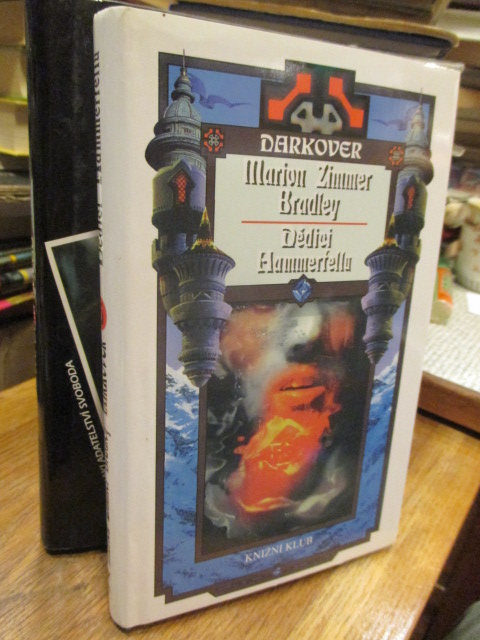 DARKOVER
Marion Zimmer
Bradley
Dědici
Hammerfellu
KNIŽNÍ KLUB
NAKLADATELSTVÍ SVOBODA